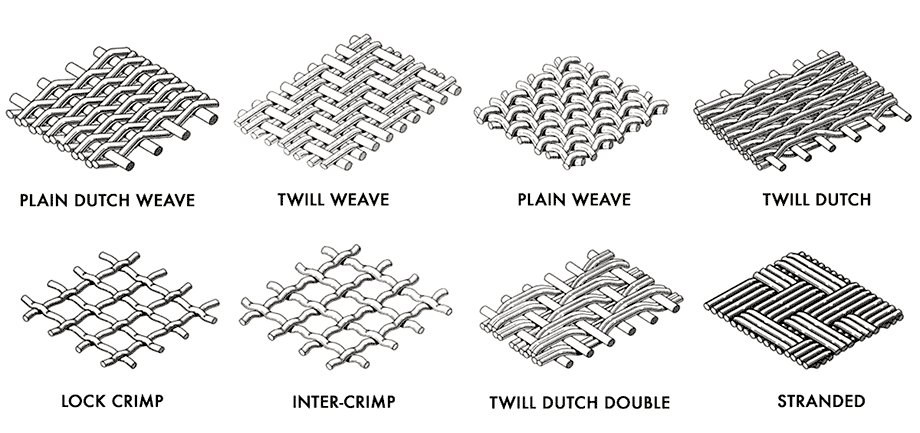 PLAIN DUTCH WEAVE
TWILL WEAVE
PLAIN WEAVE
TWILL DUTCH
LOCK CRIMP
INTER-CRIMP
TWILL DUTCH DOUBLE
STRANDED